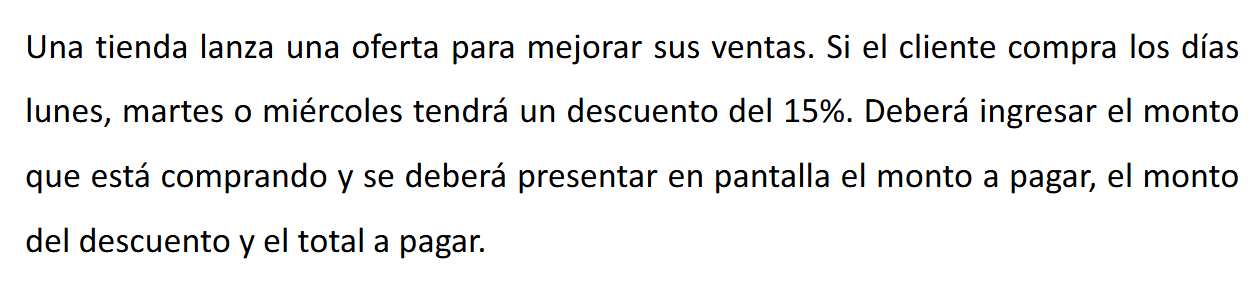 Una tienda lanza una oferta para mejorar sus ventas. Si el cliente compra los días
lunes, martes o miércoles tendrá un descuento del 15%. Deberá ingresar el monto
que está comprando y se deberá presentar en pantalla el monto a pagar, el monto
del descuento y el total a pagar.